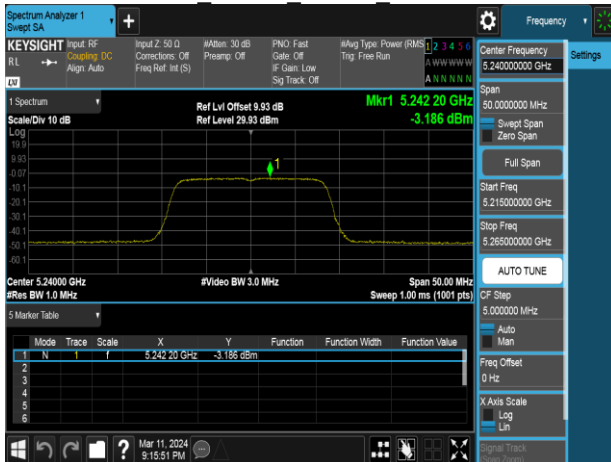 Spectrum Analyzer 1
Swept SA
+
Frequency
KEYSIGHT
Input: RF
Input Z: 50 Ω
#Atten: 30 dB
PNO: Fast
#Avg Type: Power (RMS
1 2 3 4 5 6
RL
Coupling: DC
Corrections: Off
Preamp: Off
Gate: Off
Trig: Free Run
A WW WW W
Align: Auto
Freq Ref: Int (S)
IF Gain: Low
Sig Track: Off
A N N N N N
LXI
1 Spectrum
Ref Lvl Offset 9.93 dB
Mkr1 5.242 20 GHz
Scale/Div 10 dB
Ref Level 29.93 dBm
-3.186 dBm
Log
19.9
9.93
-0.07
-10.1
-20.1
-30.1
-40.1
-50.1
-60.1
1
Center 5.24000 GHz
#Video BW 3.0 MHz
Span 50.00 MHz
#Res BW 1.0 MHz
Sweep 1.00 ms (1001 pts)
5 Marker Table
Mode Trace Scale X Y Function Function Width Function Value
1 N 1 f 5.242 20 GHz -3.186 dBm
2
3
4
5
6
Mar 11, 2024
9:15:51 PM
?
Center Frequency
5.240000000 GHz
Settings
Span
50.0000000 MHz
Swept Span
Zero Span
Full Span
Start Freq
5.215000000 GHz
Stop Freq
5.265000000 GHz
AUTO TUNE
CF Step
5.000000 MHz
Auto
Man
Freq Offset
0 Hz
X Axis Scale
Log
Lin
Signal Track
(Span Zoom)